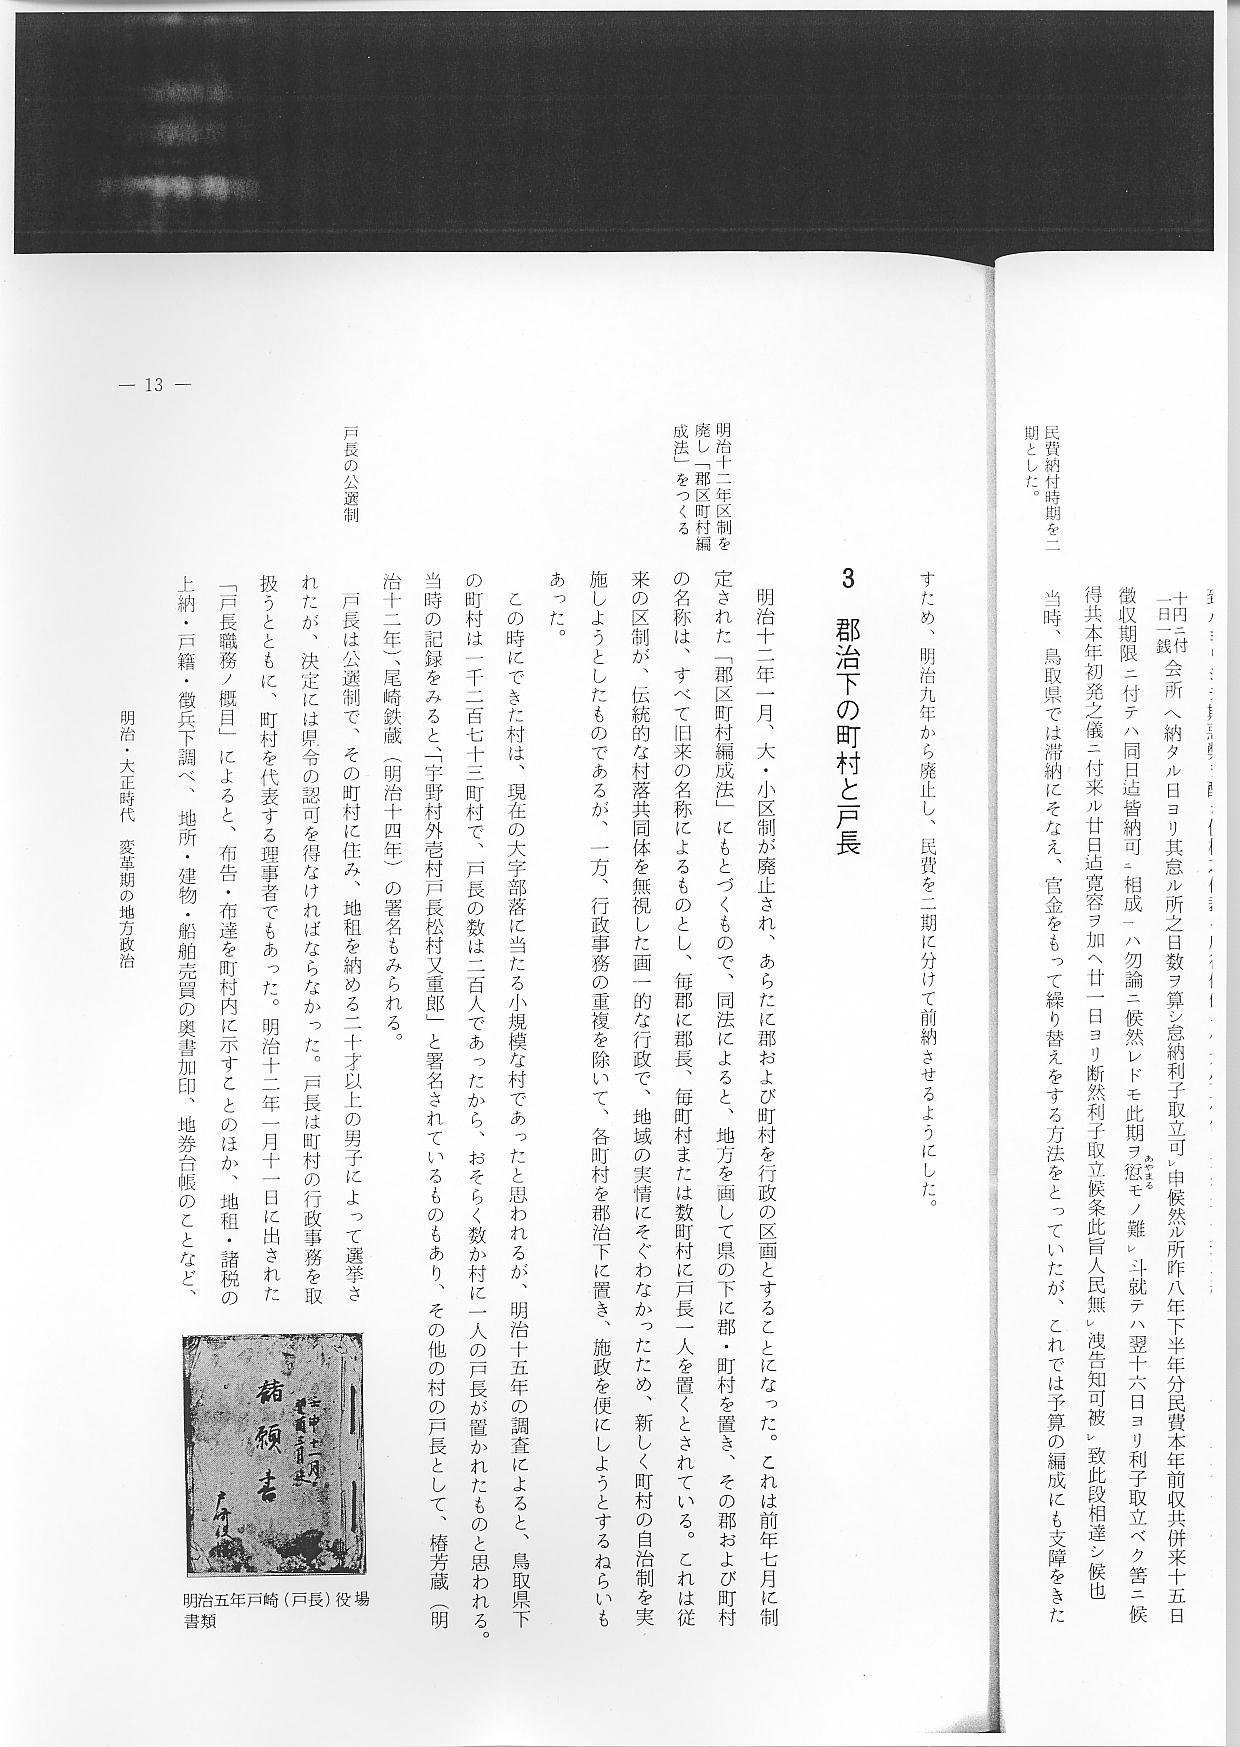 民費納付時期を二
期とした。
十円ニ付
一日一銭
会所ヘ納タル日ヨリ其怠ル所之日数ヲ算シ怠納利子取立可レ申候然ル所昨八年下半年分民費本年前収共併来十五日
徴収期限ニ付テハ同日迠皆納可ニ相成一ハ勿論ニ候然レドモ此期ヲ愆モノ難レ斗就テハ翌十六日ヨリ利子取立ベク筈ニ候
あやまる
得共本年初発之儀ニ付来ル廿日迠寛容ヲ加ヘ廿一日ヨリ断然利子取立候条此旨人民無レ洩告知可被レ致此段相達シ候也
当時、鳥取県では滞納にそなえ、官金をもって繰り替えをする方法をとっていたが、これでは予算の編成にも支障をきた
すため、明治九年から廃止し、民費を二期に分けて前納させるようにした。
3 郡治下の町村と戸長
明治十二年区制を
廃し「郡区町村編
成法」をつくる
明治十二年一月、大・小区制が廃止され、あらたに郡および町村を行政の区画とすることになった。これは前年七月に制
定された「郡区町村編成法」にもとづくもので、同法によると、地方を画して県の下に郡・町村を置き、その郡および町村
の名称は、すべて旧来の名称によるものとし、毎郡に郡長、毎町村または数町村に戸長一人を置くとされている。これは従
来の区制が、伝統的な村落共同体を無視した画一的な行政で、地域の実情にそぐわなかったため、新しく町村の自治制を実
施しようとしたものであるが、一方、行政事務の重複を除いて、各町村を郡治下に置き、施政を便にしようとするねらいも
あった。
この時にできた村は、現在の大字部落に当たる小規模な村であったと思われるが、明治十五年の調査によると、鳥取県下
の町村は一千二百七十三町村で、戸長の数は二百人であったから、おそらく数か村に一人の戸長が置かれたものと思われる。
当時の記録をみると、「宇野村外壱村戸長松村又重郎」と署名されているものもあり、その他の村の戸長として、椿芳蔵（明
治十二年）、尾崎鉄蔵（明治十四年）の署名もみられる。
戸長の公選制
戸長は公選制で、その町村に住み、地租を納める二十才以上の男子によって選挙さ
れたが、決定には県令の認可を得なければならなかった。戸長は町村の行政事務を取
扱うとともに、町村を代表する理事者でもあった。明治十二年一月十一日に出された
「戸長職務ノ概目」によると、布告・布達を町村内に示すことのほか、地租・諸税の
上納・戸籍・徴兵下調べ、地所・建物・船舶売買の奥書加印、地券台帳のことなど、
壬申十一月
諸願書
明治五年戸崎（戸長）役場
書類
明治・大正時代 変革期の地方政治
― 13 ―